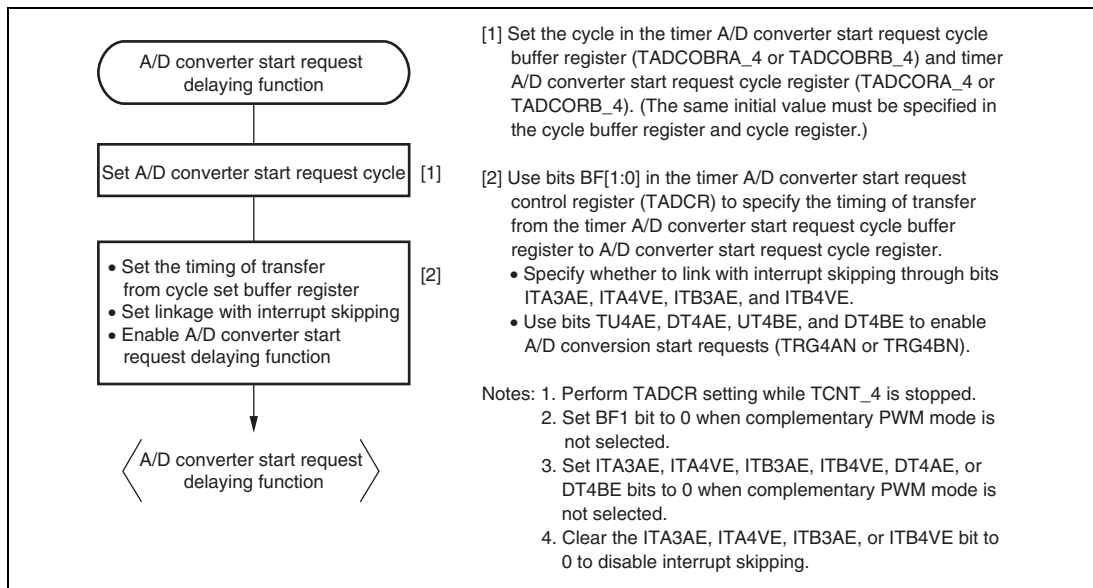 A/D converter start request
delaying function
Set A/D converter start request cycle
[1]
• Set the timing of transfer
from cycle set buffer register
• Set linkage with interrupt skipping
• Enable A/D converter start
request delaying function
[2]
A/D converter start request
delaying function
[1] Set the cycle in the timer A/D converter start request cycle
buffer register (TADCOBRA_4 or TADCOBRB_4) and timer
A/D converter start request cycle register (TADCORA_4 or
TADCORB_4). (The same initial value must be specified in
the cycle buffer register and cycle register.)
[2] Use bits BF[1:0] in the timer A/D converter start request
control register (TADCR) to specify the timing of transfer
from the timer A/D converter start request cycle buffer
register to A/D converter start request cycle register.
• Specify whether to link with interrupt skipping through bits
ITA3AE, ITA4VE, ITB3AE, and ITB4VE.
• Use bits TU4AE, DT4AE, UT4BE, and DT4BE to enable
A/D conversion start requests (TRG4AN or TRG4BN).
Notes: 1. Perform TADCR setting while TCNT_4 is stopped.
2. Set BF1 bit to 0 when complementary PWM mode is
not selected.
3. Set ITA3AE, ITA4VE, ITB3AE, ITB4VE, DT4AE, or
DT4BE bits to 0 when complementary PWM mode is
not selected.
4. Clear the ITA3AE, ITA4VE, ITB3AE, or ITB4VE bit to
0 to disable interrupt skipping.